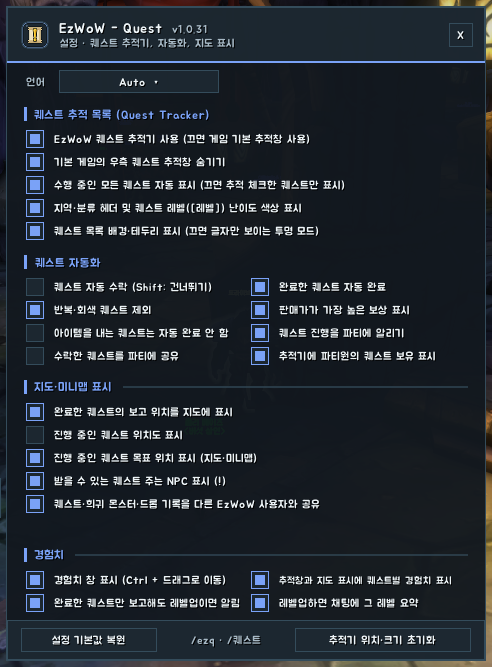 EzWoW - Quest v1.0.31
설정 · 퀘스트 추적기, 자동화, 지도 표시
X
언어 Auto
퀘스트 추적 목록 (Quest Tracker)
EzWoW 퀘스트 추적기 사용 (끄면 게임 기본 추적창 사용)
기본 게임의 우측 퀘스트 추적창 숨기기
수행 중인 모든 퀘스트 자동 표시 (끄면 추적 체크한 퀘스트만 표시)
지역·분류 헤더 및 퀘스트 레벨([레벨]) 난이도 색상 표시
퀘스트 목록 배경·테두리 표시 (끄면 글자만 보이는 투명 모드)
퀘스트 자동화
퀘스트 자동 수락 (Shift: 건너뛰기) 완료한 퀘스트 자동 완료
반복·회색 퀘스트 제외 판매가가 가장 높은 보상 표시
아이템을 내는 퀘스트는 자동 완료 안 함 퀘스트 진행을 파티에 알리기
수락한 퀘스트를 파티에 공유 추적기에 파티원의 퀘스트 보유 표시
지도·미니맵 표시
완료한 퀘스트의 보고 위치를 지도에 표시
진행 중인 퀘스트 위치도 표시
진행 중인 퀘스트 목표 위치 표시 (지도·미니맵)
받을 수 있는 퀘스트 주는 NPC 표시 (!)
퀘스트·희귀 몬스터·드롭 기록을 다른 EzWoW 사용자와 공유
경험치
경험치 창 표시 (Ctrl + 드래그로 이동) 추적창과 지도 표시에 퀘스트별 경험치 표시
완료한 퀘스트만 보고해도 레벨업이면 알림 레벨업하면 채팅에 그 레벨 요약
설정 기본값 복원 /ezq · /퀘스트 추적기 위치·크기 초기화